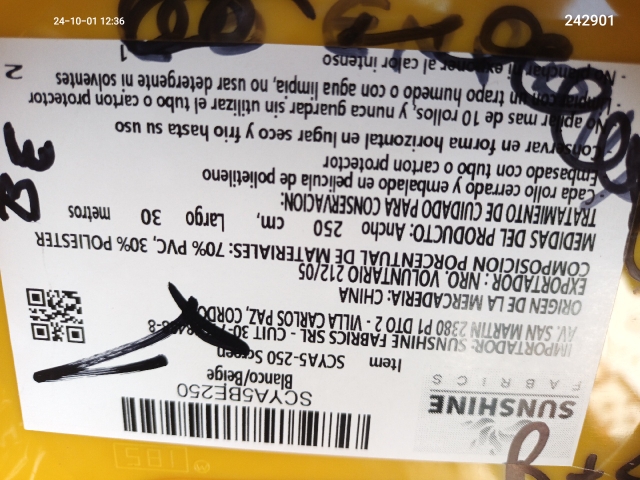 24-10-01 12:36
242901
SUNSHINE
FABRICS
SCYA5BE250
Blanco/Beige
Item SCYA5-250 Screen
IMPORTADOR: SUNSHINE FABRICS SRL - CUIT 30-
AV. SAN MARTIN 2380 P1 DTO 2 - VILLA CARLOS PAZ, CORDO
ORIGEN DE LA MERCADERIA: CHINA
EXPORTADOR : NRO. VOLUNTARIO 212/05
COMPOSICION PORCENTUAL DE MATERIALES: 70% PVC, 30% POLIESTER
MEDIDAS DEL PRODUCTO: Ancho 250 cm, Largo 30 metros
TRATAMIENTO DE CUIDADO PARA CONSERVACION:
Cada rollo cerrado y embalado en pelicula de polietileno
Embasado con tubo o carton protector
- Conservar en forma horizontal en lugar seco y frio hasta su uso
No apilar mas de 10 rollos, y nunca guardar sin utilizar el tubo o carton protector
- Limpiar con un trapo humedo o con agua limpia, no usar detergente ni solventes
- No planchar ni exponer al calor intenso
1
2
BE